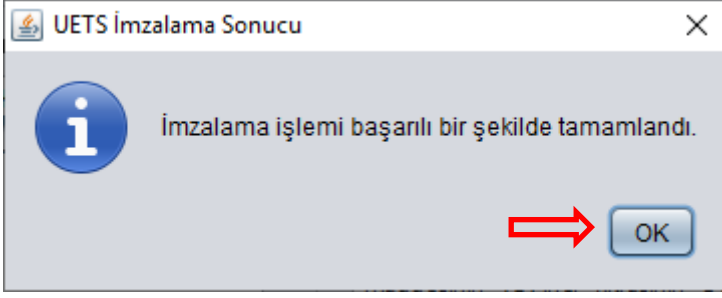 UETS İmzalama Sonucu
İmzalama işlemi başarılı bir şekilde tamamlandı.
OK